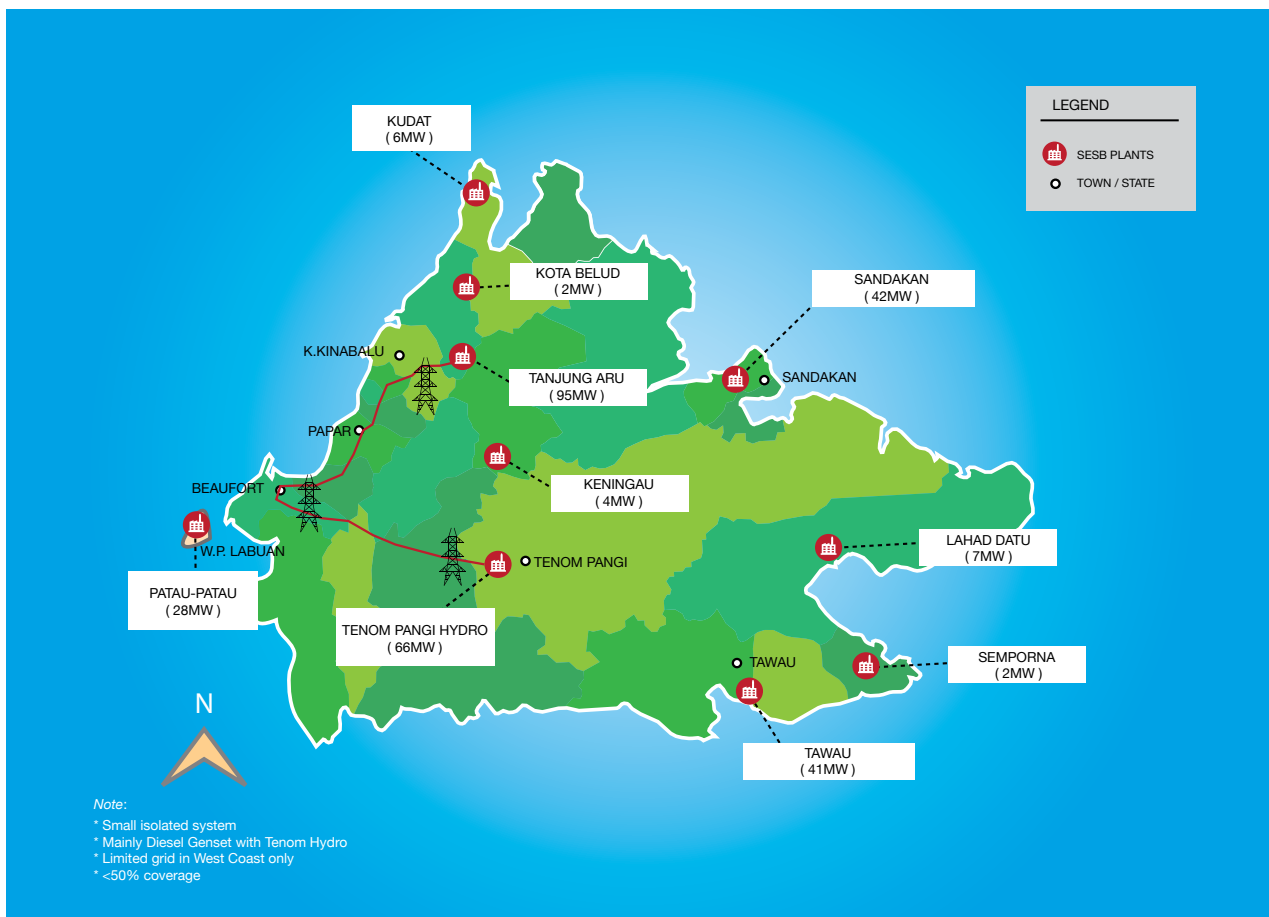 LEGEND
SESB PLANTS
TOWN / STATE
KUDAT
( 6MW )
KOTA BELUD
( 2MW )
SANDAKAN
( 42MW )
K.KINABALU
TANJUNG ARU
( 95MW )
SANDAKAN
PAPAR
KENINGAU
( 4MW )
BEAUFORT
W.P. LABUAN
LAHAD DATU
( 7MW )
TENOM PANGI
PATAU-PATAU
( 28MW )
TENOM PANGI HYDRO
( 66MW )
TAWAU
SEMPORNA
( 2MW )
TAWAU
( 41MW )
N
Note:
* Small isolated system
* Mainly Diesel Genset with Tenom Hydro
* Limited grid in West Coast only
* <50% coverage